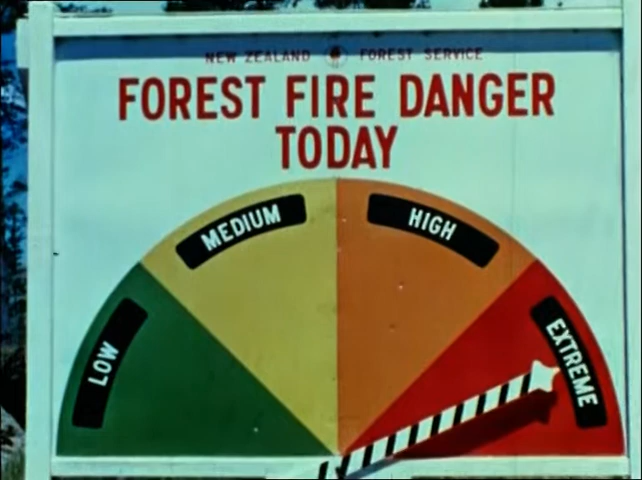 NEW ZEALAND FOREST SERVICE
FOREST FIRE DANGER
TODAY
LOW
MEDIUM
HIGH
EXTREME